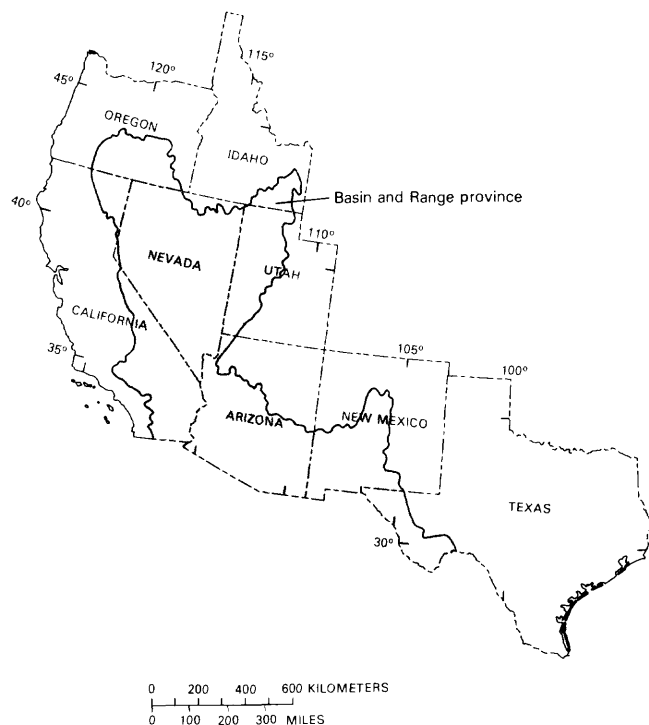 115°
120°
45°
OREGON
IDAHO
Basin and Range province
40°
110°
NEVADA
UTAH
CALIFORNIA
105°
35°
100°
ARIZONA
NEW MEXICO
TEXAS
30°
0 200 400 600 KILOMETERS
0 100 200 300 MILES